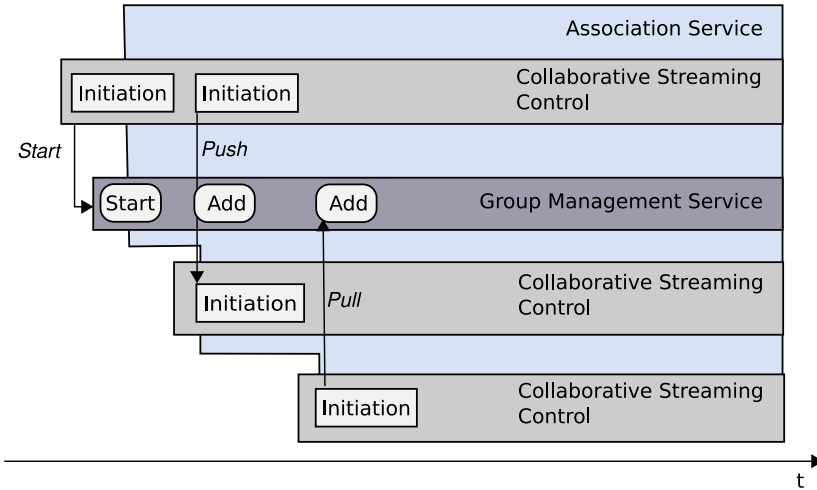 Association Service
Initiation Initiation Collaborative Streaming
Control
Start
Push
Start Add Add Group Management Service
Initiation Collaborative Streaming
Control
Pull
Initiation Collaborative Streaming
Control
t